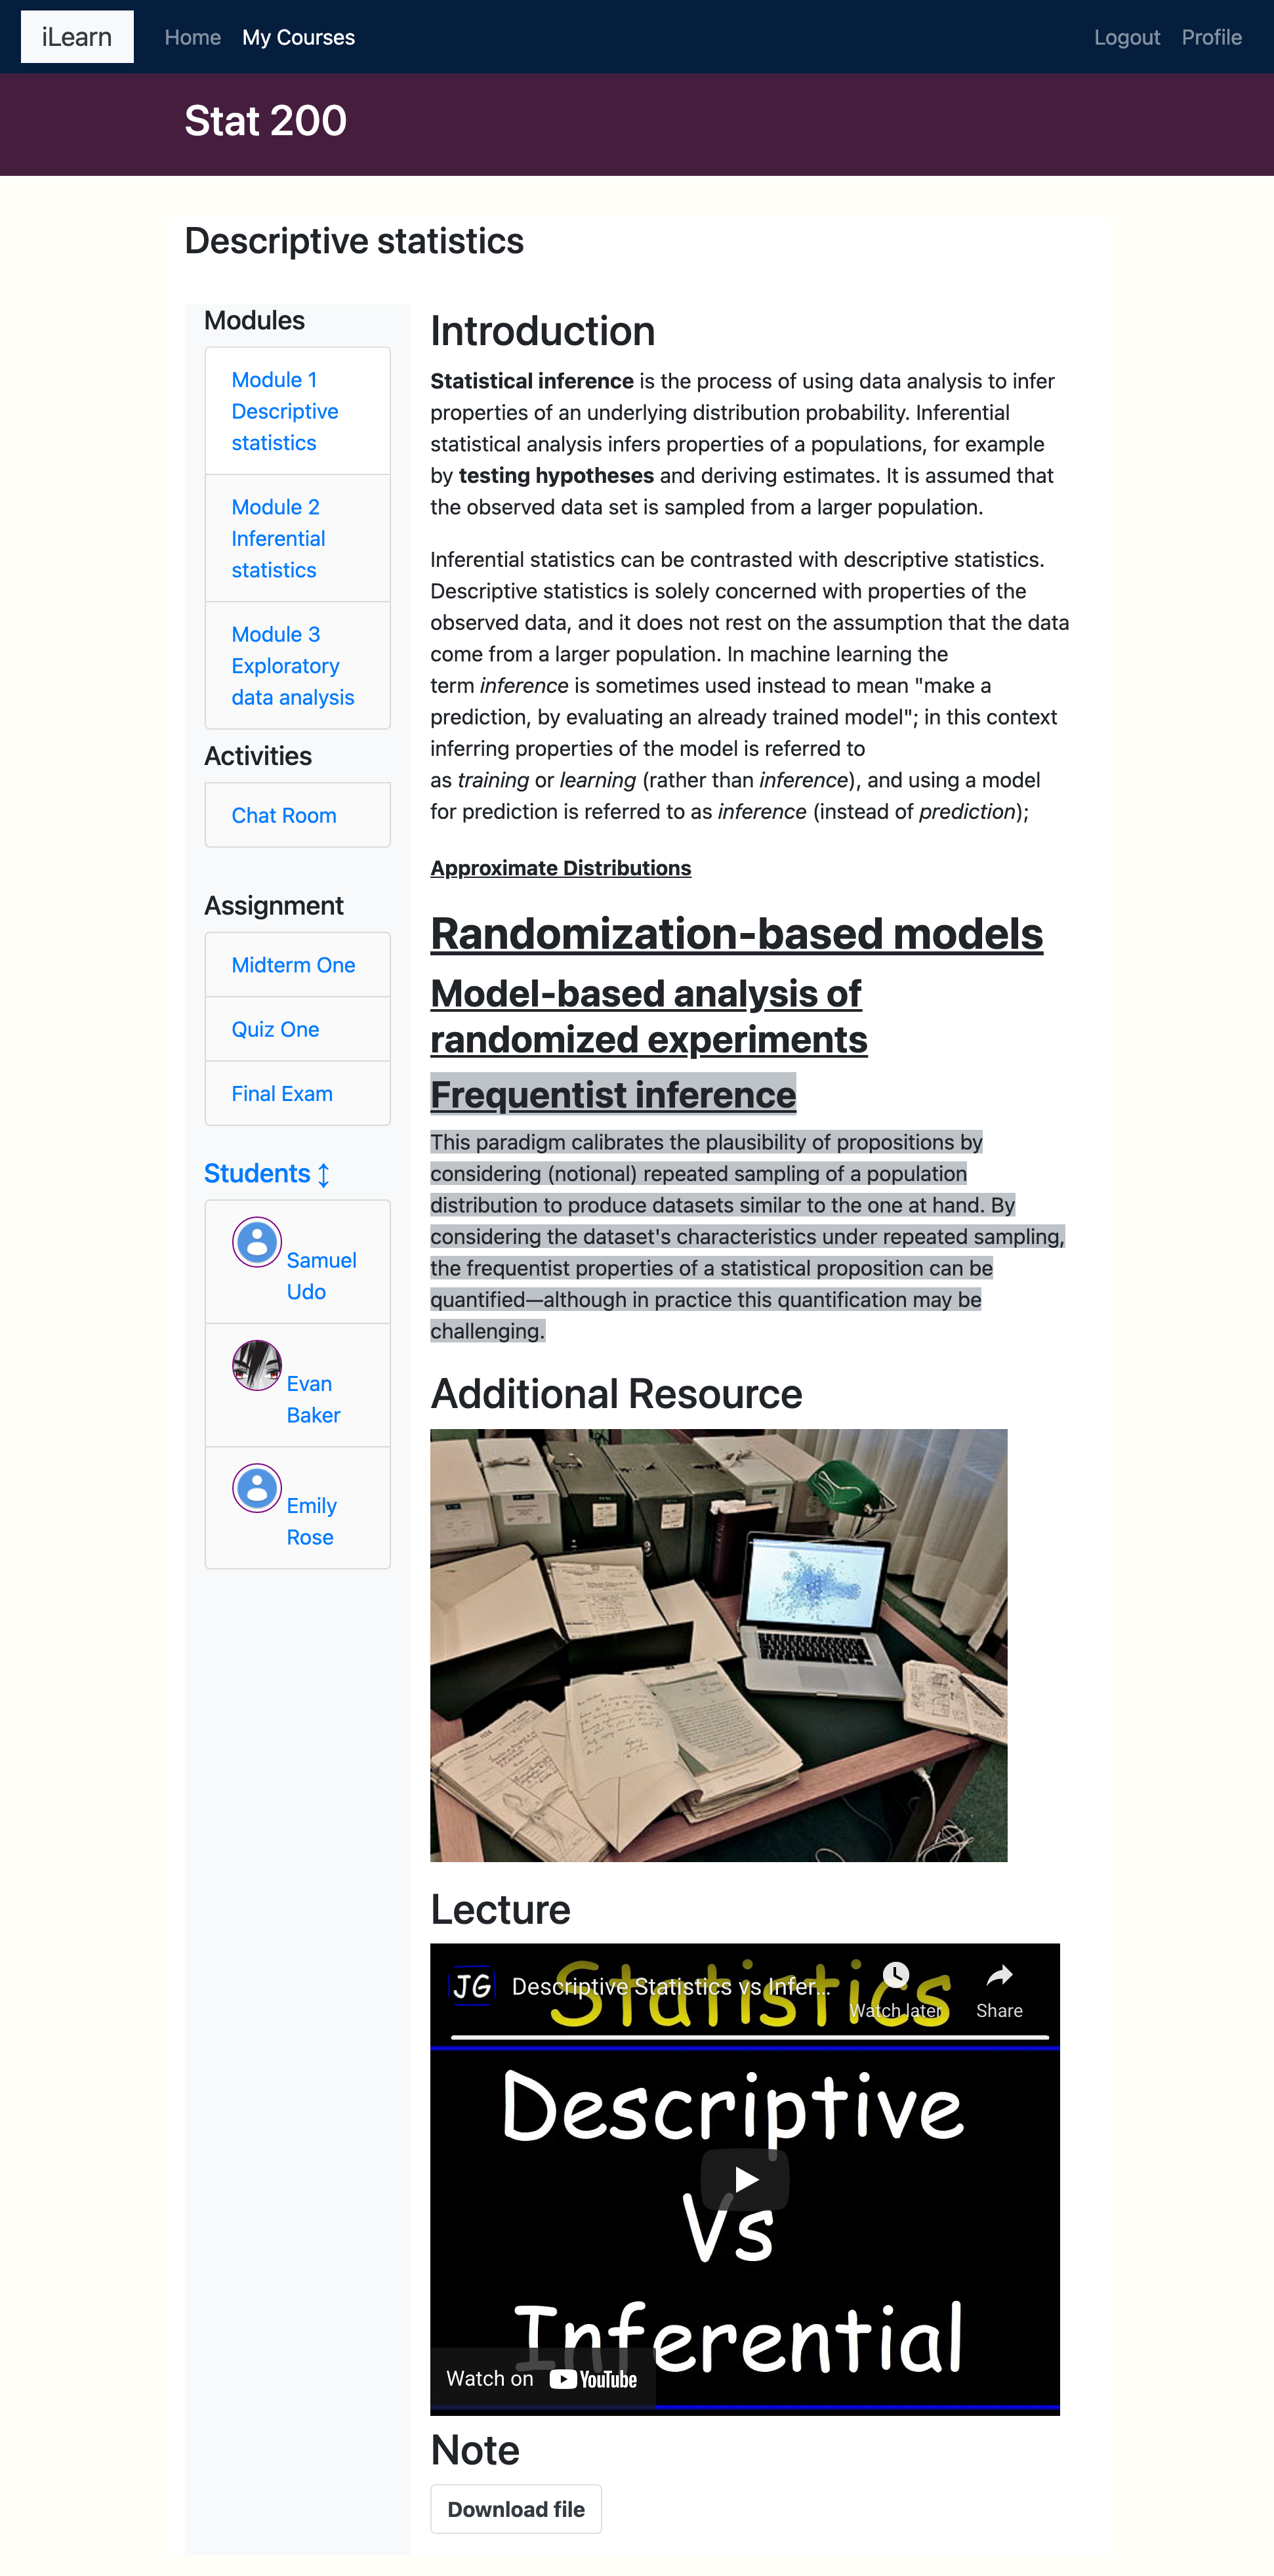 iLearn Home My Courses Logout Profile
Stat 200
Descriptive statistics
Modules
Module 1
Descriptive
statistics
Module 2
Inferential
statistics
Module 3
Exploratory
data analysis
Activities
Chat Room
Assignment
Midterm One
Quiz One
Final Exam
Students ↕
Samuel
Udo
Evan
Baker
Emily
Rose
Introduction
Statistical inference is the process of using data analysis to infer
properties of an underlying distribution probability. Inferential
statistical analysis infers properties of a populations, for example
by testing hypotheses and deriving estimates. It is assumed that
the observed data set is sampled from a larger population.
Inferential statistics can be contrasted with descriptive statistics.
Descriptive statistics is solely concerned with properties of the
observed data, and it does not rest on the assumption that the data
come from a larger population. In machine learning the
term inference is sometimes used instead to mean "make a
prediction, by evaluating an already trained model"; in this context
inferring properties of the model is referred to
as training or learning (rather than inference), and using a model
for prediction is referred to as inference (instead of prediction);
Approximate Distributions
Randomization-based models
Model-based analysis of
randomized experiments
Frequentist inference
This paradigm calibrates the plausibility of propositions by
considering (notional) repeated sampling of a population
distribution to produce datasets similar to the one at hand. By
considering the dataset's characteristics under repeated sampling,
the frequentist properties of a statistical proposition can be
quantified—although in practice this quantification may be
challenging.
Additional Resource
Lecture
JG Descriptive Statistics vs Infer...
Watch later Share
Statistics
Descriptive
Vs
Inferential
Watch on YouTube
Note
Download file